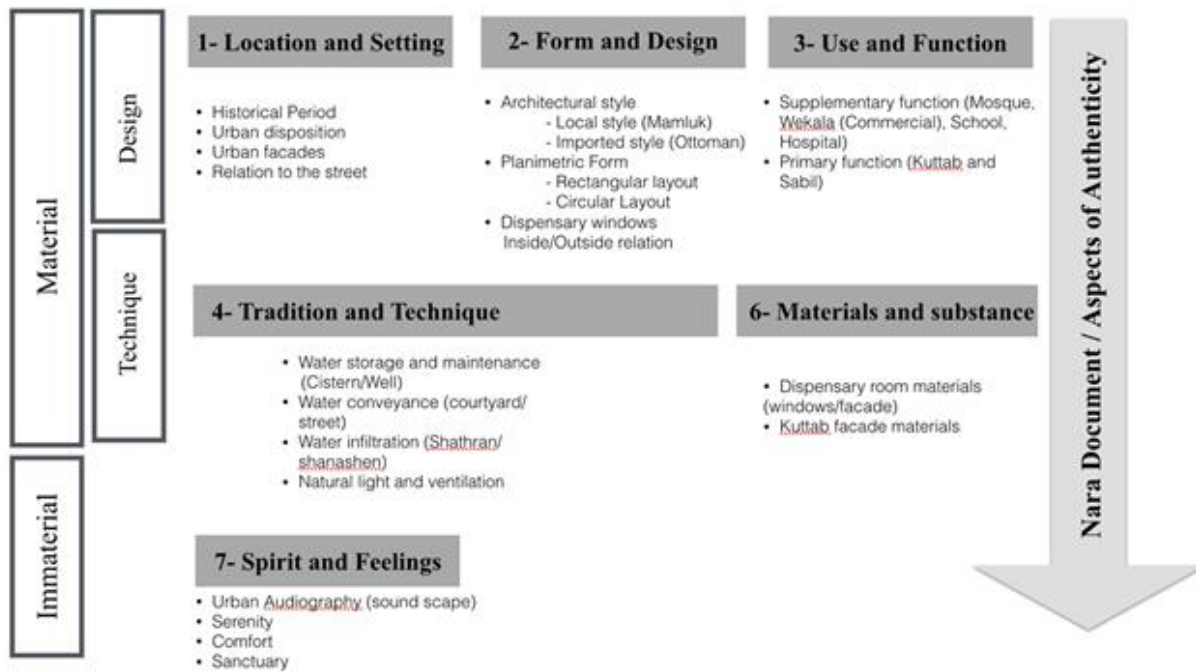 Material
Design
Technique
Immaterial
1- Location and Setting
• Historical Period
• Urban disposition
• Urban facades
• Relation to the street
2- Form and Design
• Architectural style
- Local style (Mamluk)
- Imported style (Ottoman)
• Planimetric Form
- Rectangular layout
- Circular Layout
• Dispensary windows
Inside/Outside relation
3- Use and Function
• Supplementary function (Mosque,
Wekala (Commercial), School,
Hospital)
• Primary function (Kuttab and
Sabil)
4- Tradition and Technique
• Water storage and maintenance
(Cistern/Well)
• Water conveyance (courtyard/
street)
• Water infiltration (Shathran/
shanashen)
• Natural light and ventilation
6- Materials and substance
• Dispensary room materials
(windows/facade)
• Kuttab facade materials
7- Spirit and Feelings
• Urban Audiography (sound scape)
• Serenity
• Comfort
• Sanctuary
Nara Document / Aspects of Authenticity